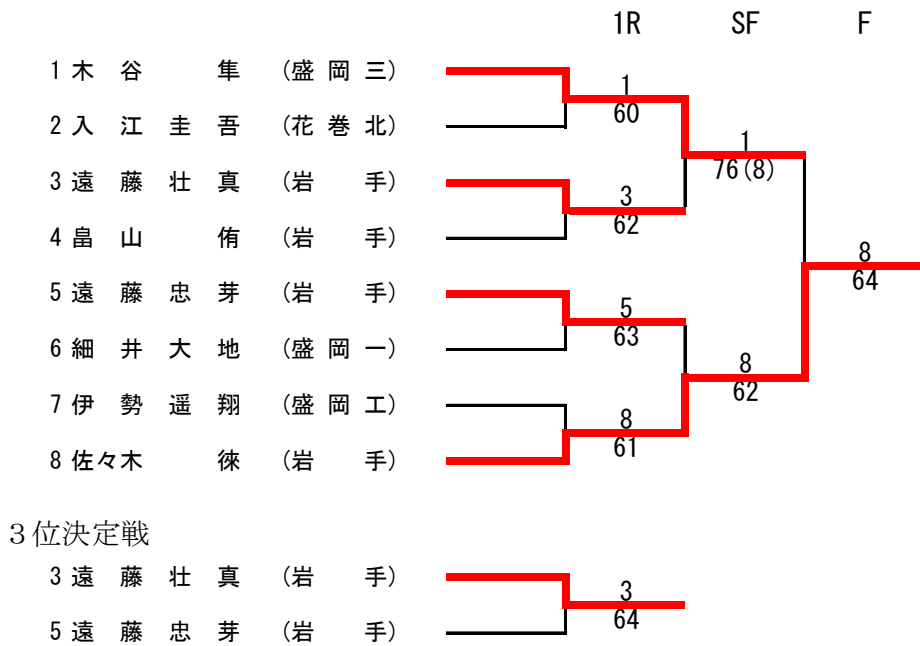 1R SF F
1 木 谷 隼 (盛 岡 三)
1
60
2 入 江 圭 吾 (花 巻 北)
1
76(8)
3 遠 藤 壮 真 (岩 手)
3
62
4 畠 山 侑 (岩 手)
8
64
5 遠 藤 忠 芽 (岩 手)
5
63
6 細 井 大 地 (盛 岡 一)
8
62
7 伊 勢 遥 翔 (盛 岡 工)
8
61
8 佐々木 徠 (岩 手)
3位決定戦
3 遠 藤 壮 真 (岩 手)
3
64
5 遠 藤 忠 芽 (岩 手)